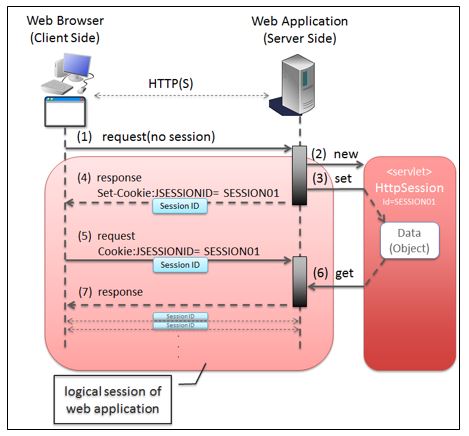 Web Browser
(Client Side)
Web Application
(Server Side)
HTTP(S)
(1) request(no session)
(2) new
(3) set
<servlet>
HttpSession
Id=SESSION01
(4) response
Set-Cookie:JSESSIONID= SESSION01
Session ID
Data
(Object)
(5) request
Cookie:JSESSIONID= SESSION01
Session ID
(6) get
(7) response
Session ID
Session ID
logical session of
web application